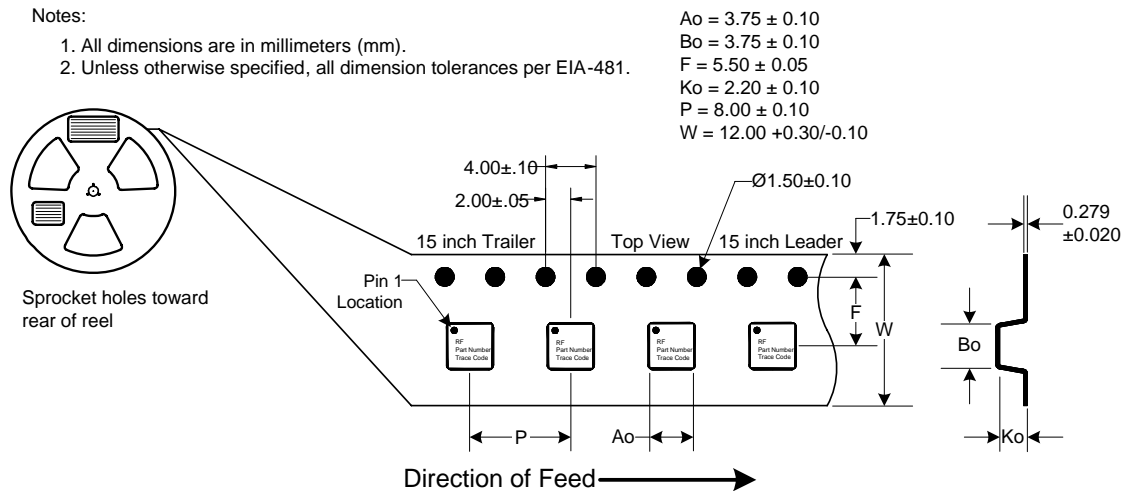 Notes:
1. All dimensions are in millimeters (mm).
2. Unless otherwise specified, all dimension tolerances per EIA-481.
Ao = 3.75 ± 0.10
Bo = 3.75 ± 0.10
F = 5.50 ± 0.05
Ko = 2.20 ± 0.10
P = 8.00 ± 0.10
W = 12.00 +0.30/-0.10
4.00±.10
2.00±.05
Ø1.50±0.10
1.75±0.10
0.279
±0.020
15 inch Trailer
Top View
15 inch Leader
Pin 1
Location
Sprocket holes toward
rear of reel
RF
Part Number
Trace Code
RF
Part Number
Trace Code
RF
Part Number
Trace Code
RF
Part Number
Trace Code
F
W
Bo
P
Ao
Ko
Direction of Feed